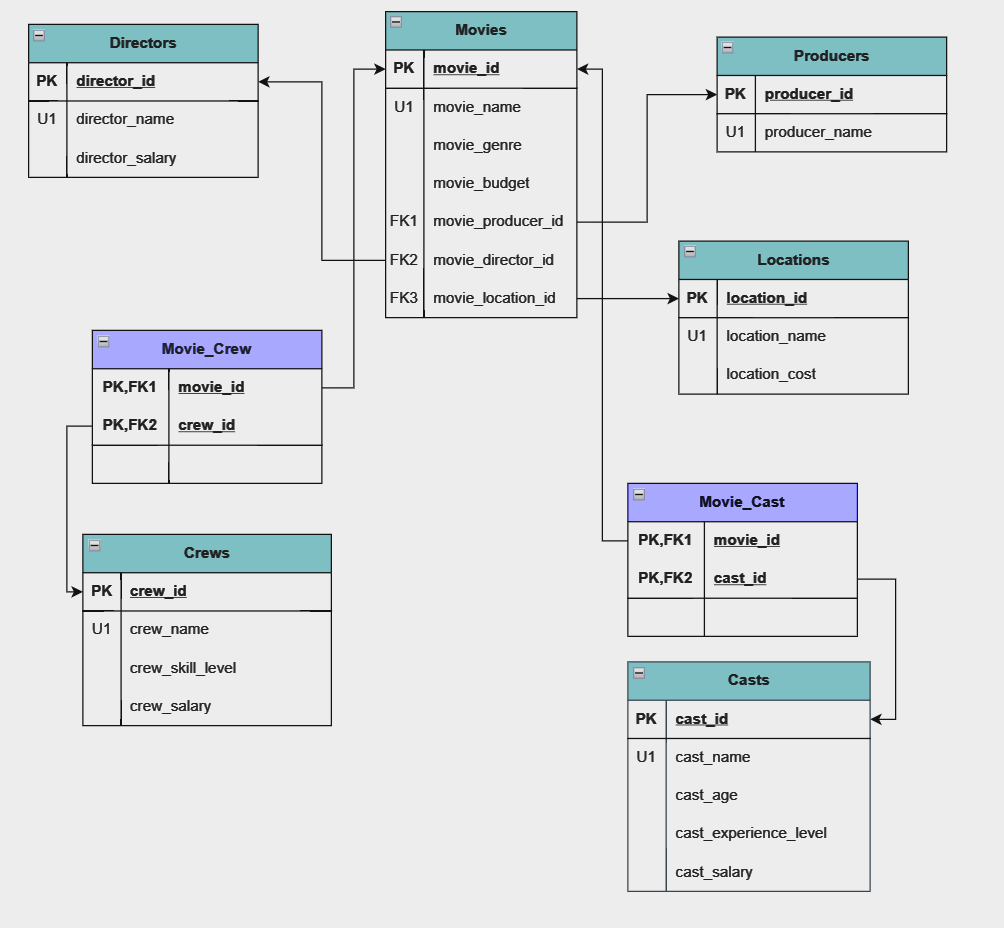 Directors
PK director_id
U1 director_name
director_salary
Movies
PK movie_id
U1 movie_name
movie_genre
movie_budget
FK1 movie_producer_id
FK2 movie_director_id
FK3 movie_location_id
Producers
PK producer_id
U1 producer_name
Locations
PK location_id
U1 location_name
location_cost
Movie_Crew
PK,FK1 movie_id
PK,FK2 crew_id
Crews
PK crew_id
U1 crew_name
crew_skill_level
crew_salary
Movie_Cast
PK,FK1 movie_id
PK,FK2 cast_id
Casts
PK cast_id
U1 cast_name
cast_age
cast_experience_level
cast_salary